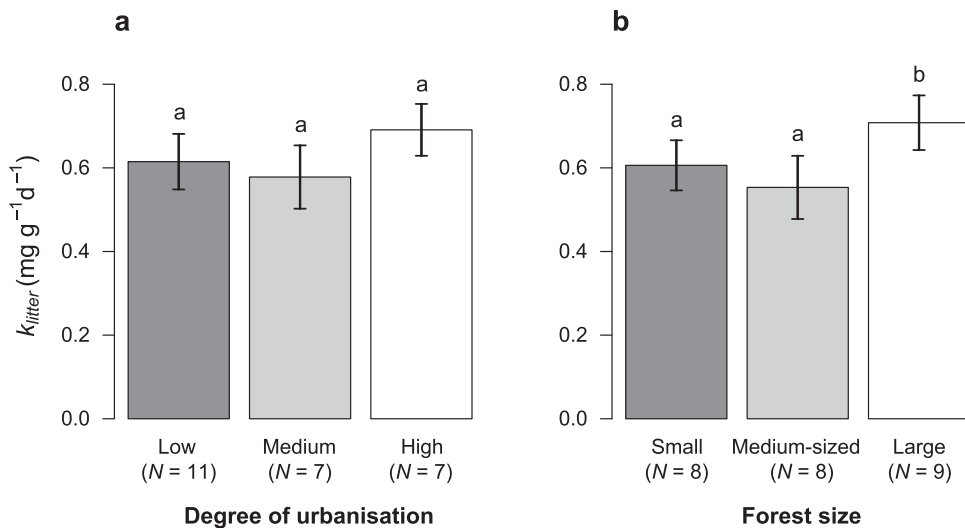 a
b
k_litter (mg g⁻¹d⁻¹)
0.8
0.6
0.4
0.2
0.0
a
a
a
Low
(N = 11)
Medium
(N = 7)
High
(N = 7)
Degree of urbanisation
0.8
0.6
0.4
0.2
0.0
a
a
b
Small
(N = 8)
Medium-sized
(N = 8)
Large
(N = 9)
Forest size